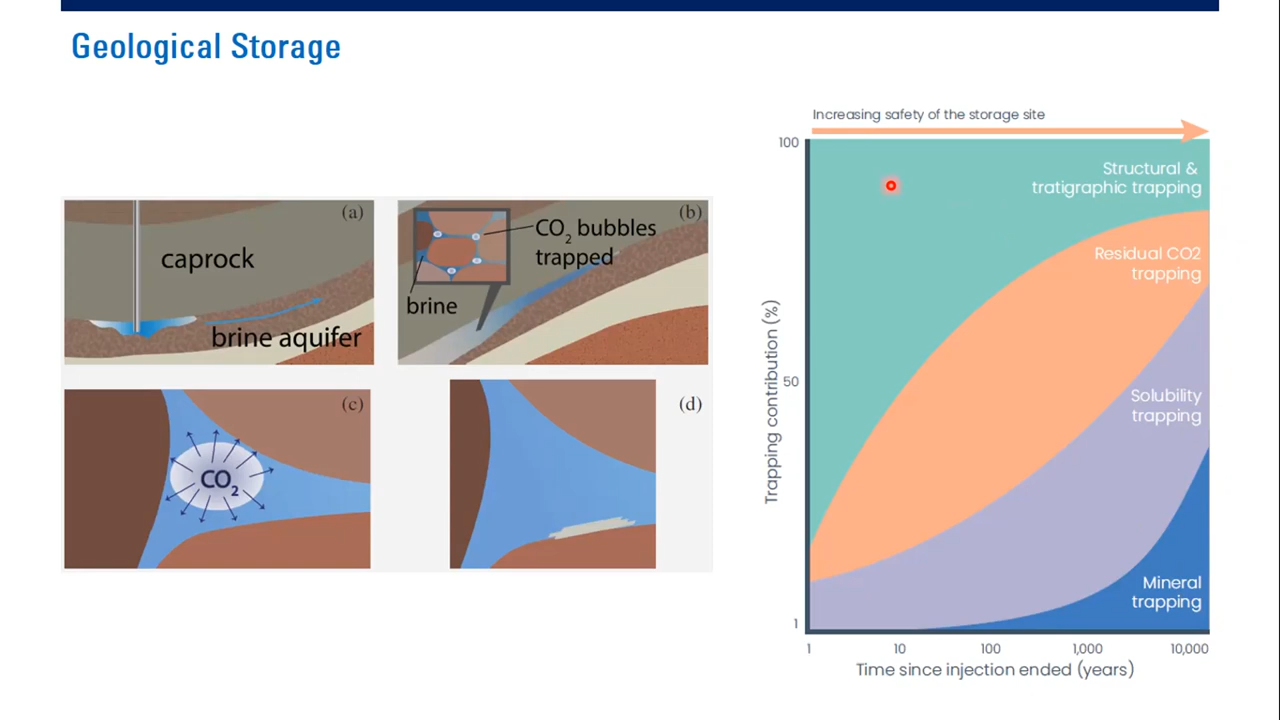 Geological Storage
(a)
caprock
brine aquifer
(b)
CO2 bubbles
trapped
brine
(c)
CO2
(d)
Increasing safety of the storage site
100
50
1
Trapping contribution (%)
Structural &
tratigraphic trapping
Residual CO2
trapping
Solubility
trapping
Mineral
trapping
1 10 100 1,000 10,000
Time since injection ended (years)